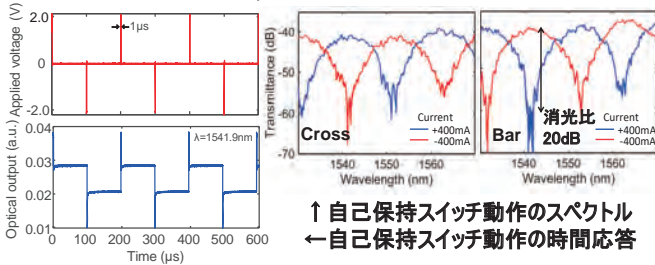 Applied voltage (V)
2.0
0
-2.0
1μs
Optical output (a.u.)
0.04
0.03
0.02
0.01
λ=1541.9nm
0 100 200 300 400 500 600
Time (μs)
Transmittance (dB)
-40
-50
-60
-70
Cross
Current
+400mA
-400mA
1540 1550 1560
Wavelength (nm)
消光比
20dB
Bar
Current
+400mA
-400mA
1540 1550 1560
Wavelength (nm)
↑自己保持スイッチ動作のスペクトル
←自己保持スイッチ動作の時間応答